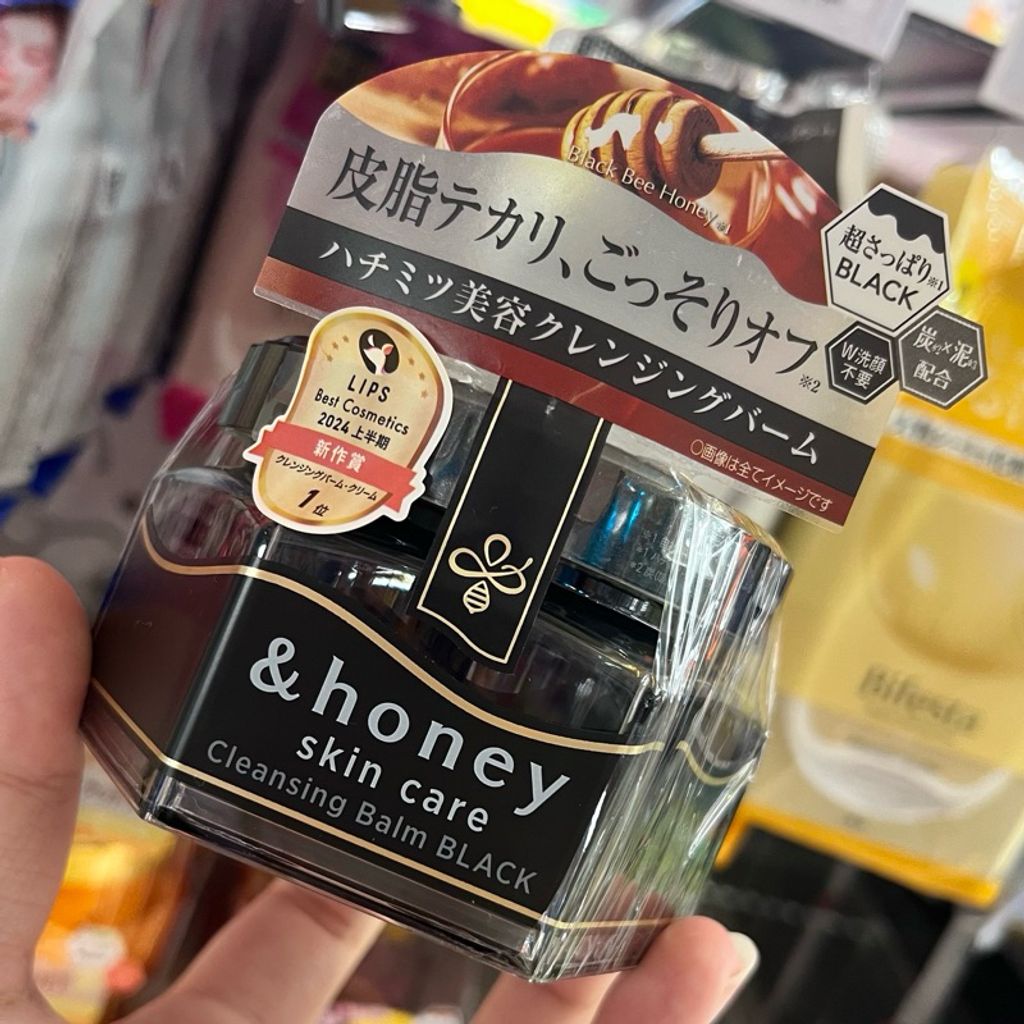 Black Bee Honey※1
皮脂テカリ、ごっそりオフ※2
ハチミツ美容クレンジングバーム
○画像は全てイメージです
超さっぱり※1
BLACK
W洗顔
不要
炭×泥
配合
LIPS
Best Cosmetics
2024 上半期
新作賞
クレンジングバーム・クリーム
1位
&honey
skin care
Cleansing Balm BLACK
Bifesta